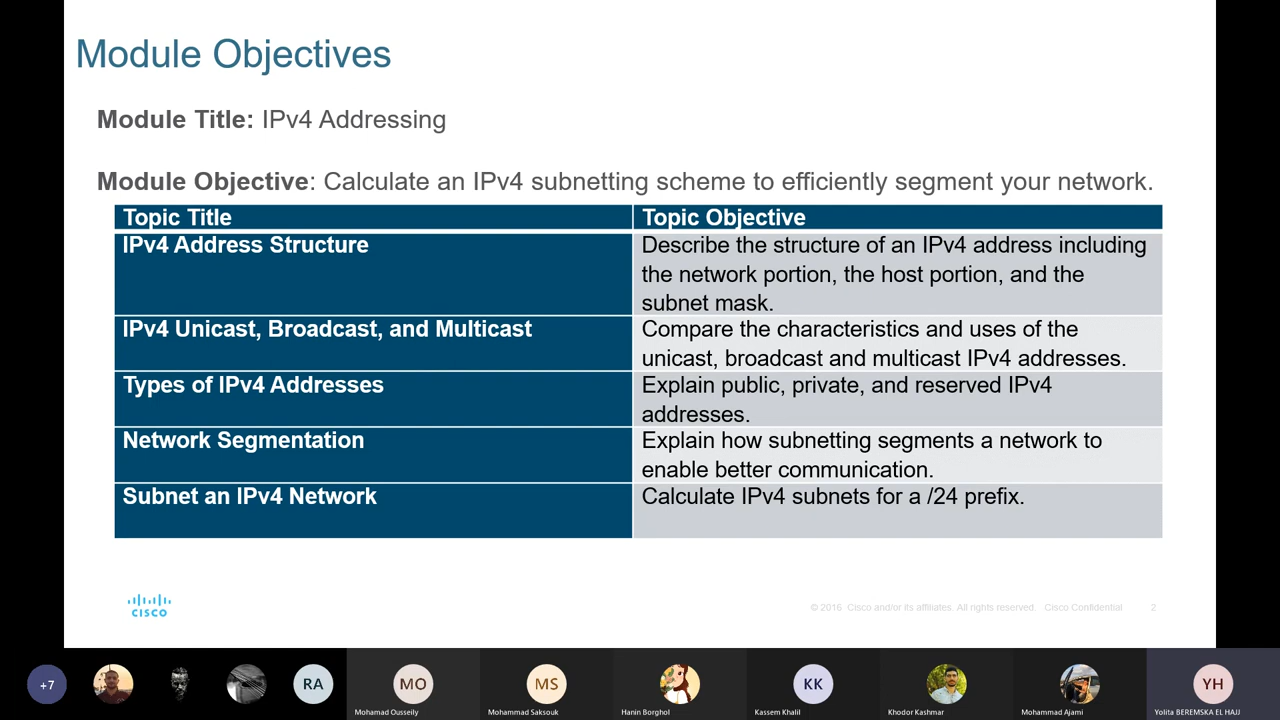 Module Objectives
Module Title: IPv4 Addressing
Module Objective: Calculate an IPv4 subnetting scheme to efficiently segment your network.
Topic Title
Topic Objective
IPv4 Address Structure
Describe the structure of an IPv4 address including
the network portion, the host portion, and the
subnet mask.
IPv4 Unicast, Broadcast, and Multicast
Compare the characteristics and uses of the
unicast, broadcast and multicast IPv4 addresses.
Types of IPv4 Addresses
Explain public, private, and reserved IPv4
addresses.
Network Segmentation
Explain how subnetting segments a network to
enable better communication.
Subnet an IPv4 Network
Calculate IPv4 subnets for a /24 prefix.
CISCO
© 2016 Cisco and/or its affiliates. All rights reserved. Cisco Confidential 2
+7
RA
MO
MS
KK
YH
Mohamad Ousseily
Mohammad Saksouk
Hanin Borghol
Kassem Khalil
Khodor Kashmar
Mohammad Ajami
Yolita BEREMSKA EL HAJJ